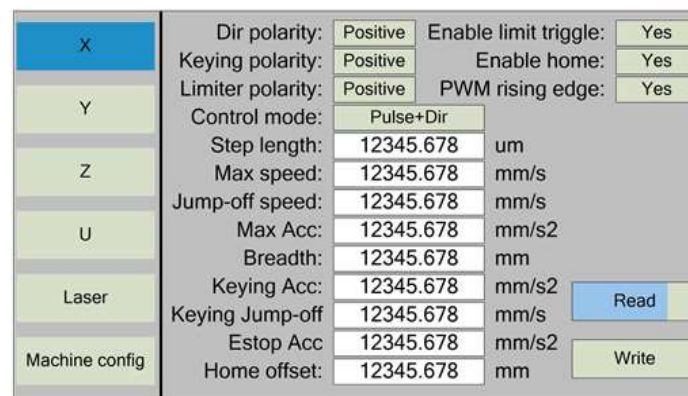 X
Y
Z
U
Laser
Machine config
Dir polarity: Positive Enable limit triggle: Yes
Keying polarity: Positive Enable home: Yes
Limiter polarity: Positive PWM rising edge: Yes
Control mode: Pulse+Dir
Step length: 12345.678 um
Max speed: 12345.678 mm/s
Jump-off speed: 12345.678 mm/s
Max Acc: 12345.678 mm/s2
Breadth: 12345.678 mm
Keying Acc: 12345.678 mm/s2
Keying Jump-off 12345.678 mm/s
Estop Acc 12345.678 mm/s2
Home offset: 12345.678 mm
Read
Write